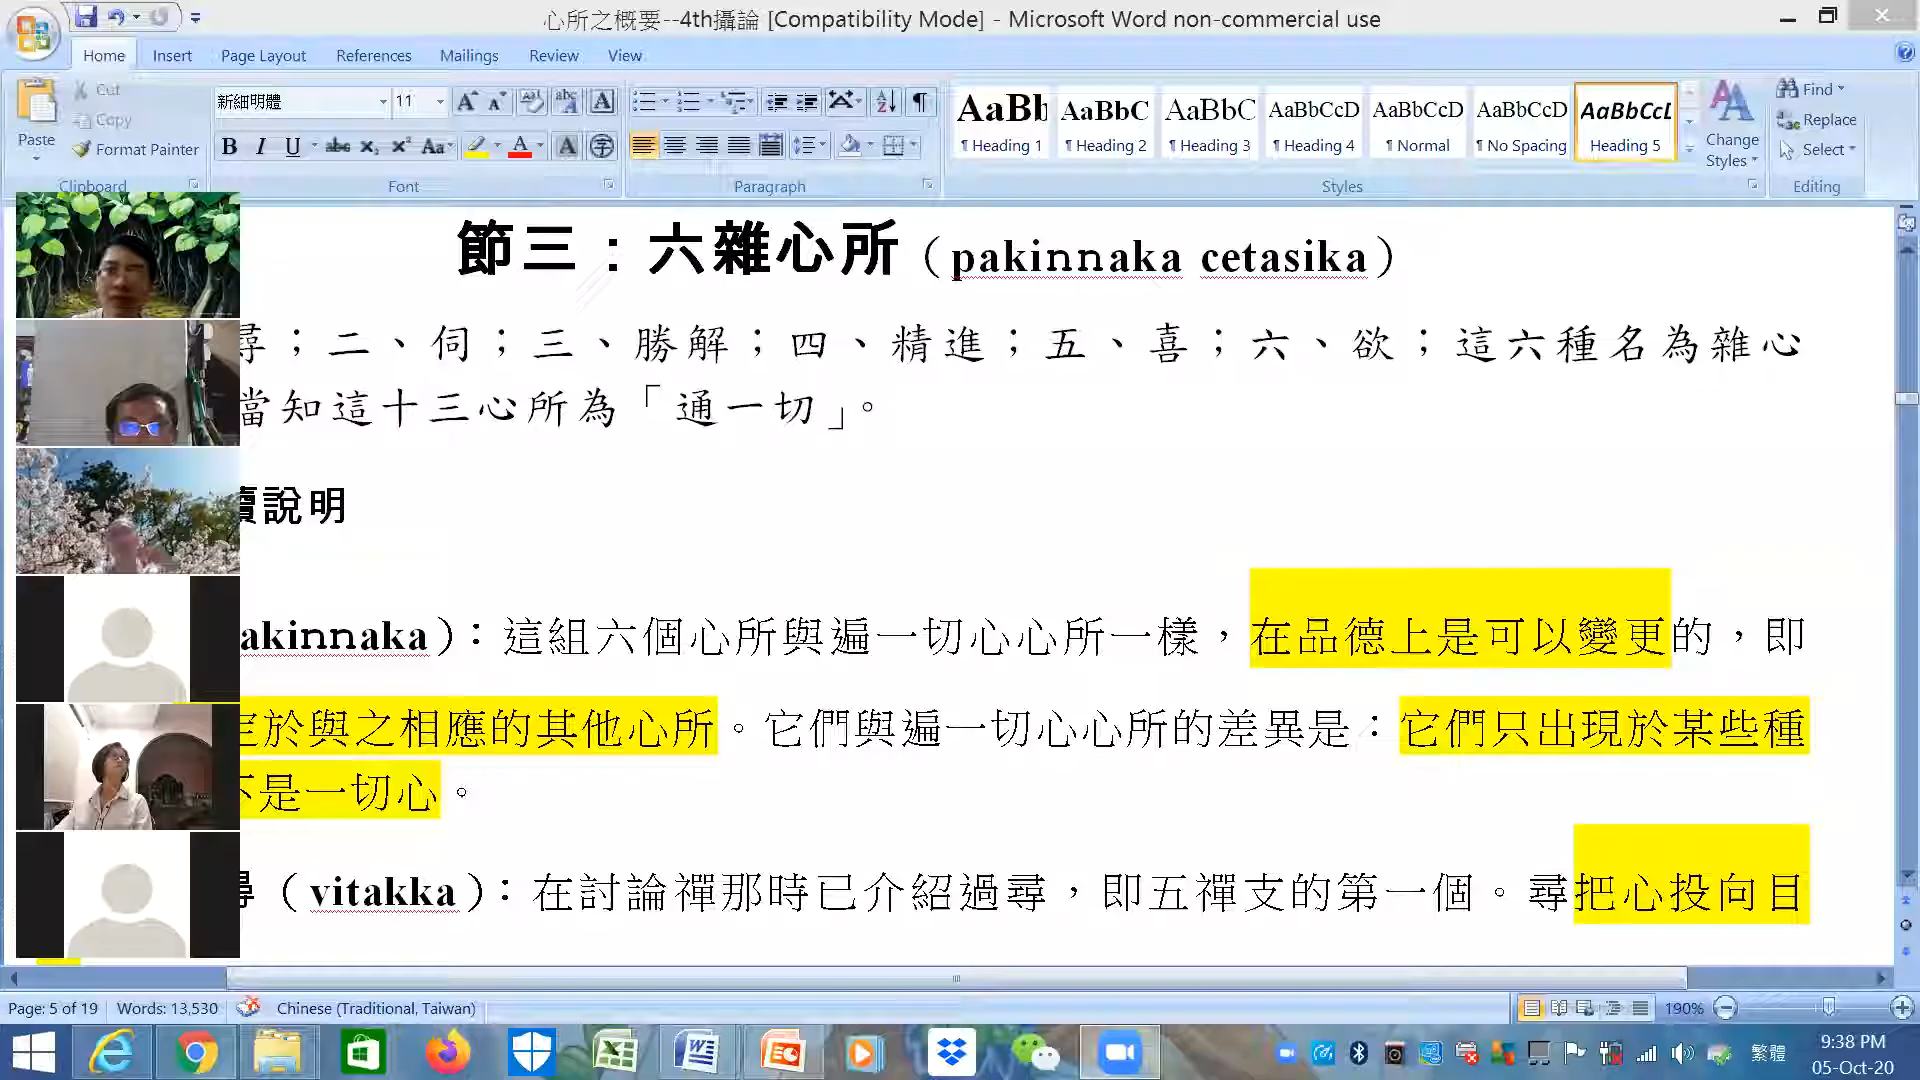 心所之概要--4th攝論 [Compatibility Mode] - Microsoft Word non-commercial use
Home Insert Page Layout References Mailings Review View
Paste
Cut
Copy
Format Painter
Clipboard
新細明體 11
Font
Paragraph
AaBb AaBbC AaBbC AaBbCcD AaBbCcD AaBbCcD AaBbCcL
¶ Heading 1 ¶ Heading 2 ¶ Heading 3 ¶ Heading 4 ¶ Normal ¶ No Spacing Heading 5
Styles
Change Styles
Find
Replace
Select
Editing
節三：六雜心所（pakinnaka cetasika）
尋；二、伺；三、勝解；四、精進；五、喜；六、欲；這六種名為雜心
當知這十三心所為「通一切」。
讀說明
akinnaka）：這組六個心所與遍一切心心所一樣，在品德上是可以變更的，即
定於與之相應的其他心所。它們與遍一切心心所的差異是：它們只出現於某些種
不是一切心。
尋（vitakka）：在討論禪那時已介紹過尋，即五禪支的第一個。尋把心投向目
Page: 5 of 19 Words: 13,530 Chinese (Traditional, Taiwan) 190%
繁體
9:38 PM
05-Oct-20